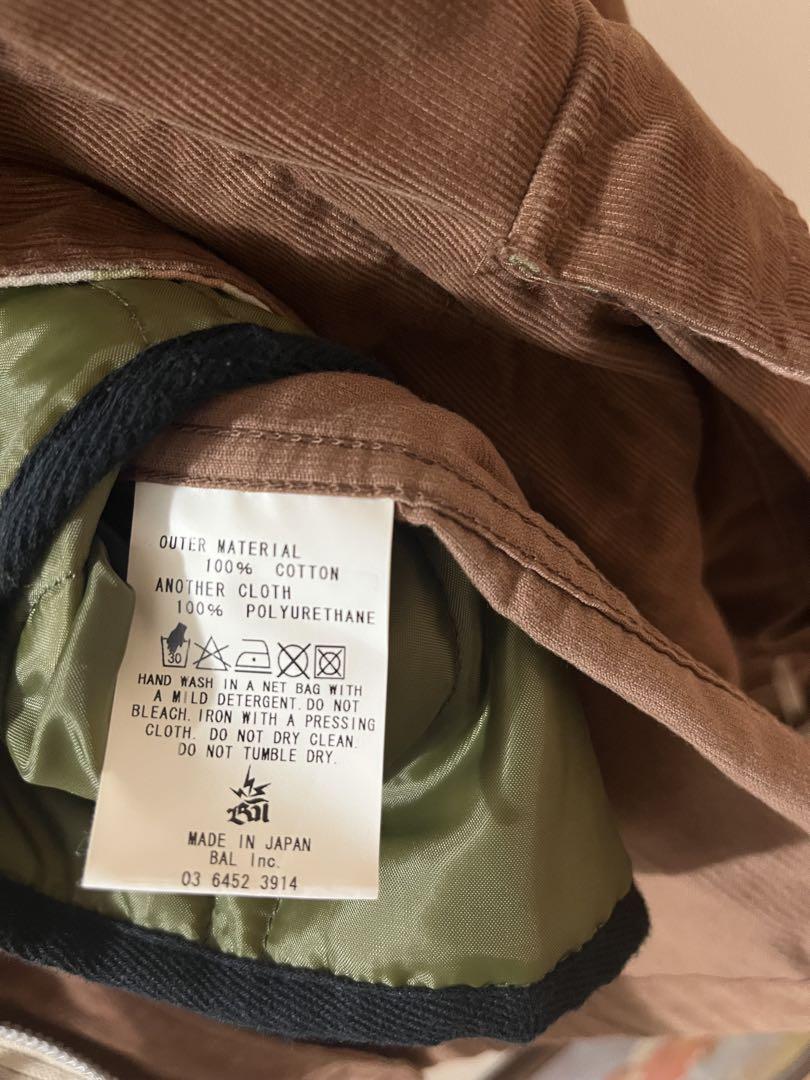 OUTER MATERIAL
100% COTTON
ANOTHER CLOTH
100% POLYURETHANE
30
HAND WASH IN A NET BAG WITH
A MILD DETERGENT. DO NOT
BLEACH. IRON WITH A PRESSING
CLOTH. DO NOT DRY CLEAN.
DO NOT TUMBLE DRY.
Bal
MADE IN JAPAN
BAL Inc.
03 6452 3914